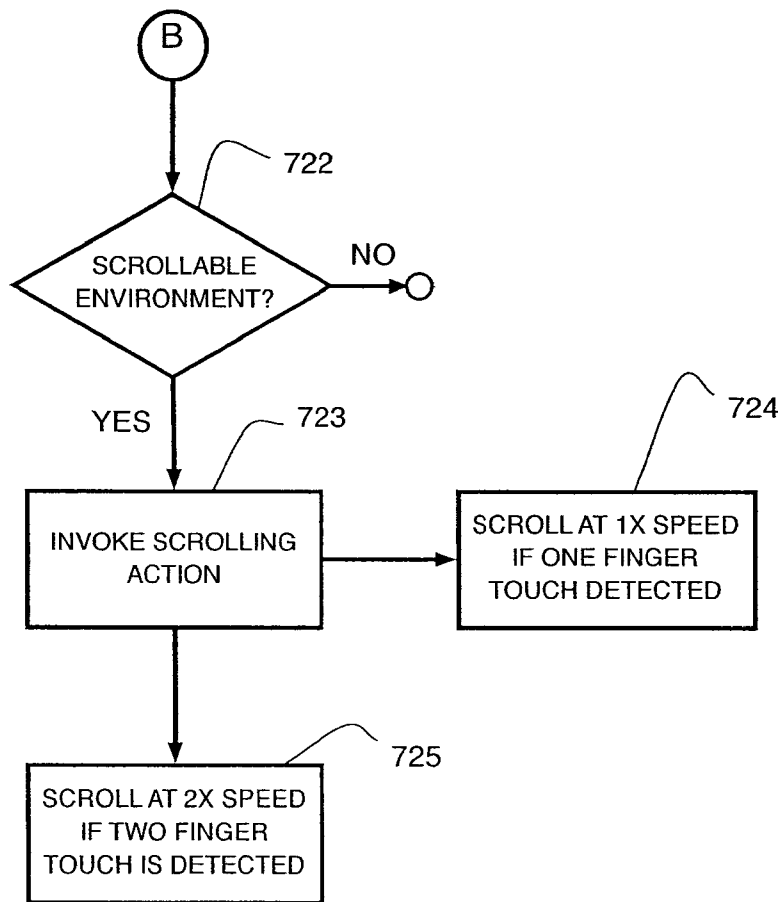 B
722
SCROLLABLE
ENVIRONMENT?
NO
YES
723
724
INVOKE SCROLLING
ACTION
SCROLL AT 1X SPEED
IF ONE FINGER
TOUCH DETECTED
725
SCROLL AT 2X SPEED
IF TWO FINGER
TOUCH IS DETECTED